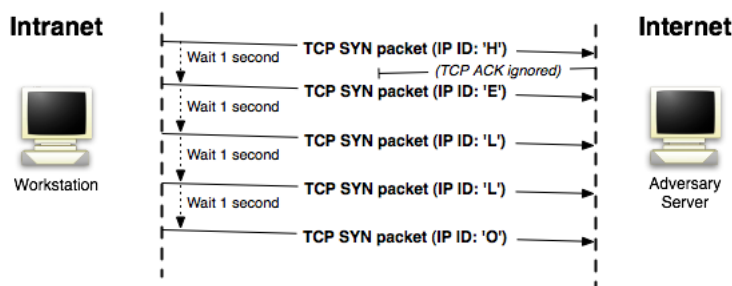 Intranet
Internet
TCP SYN packet (IP ID: 'H')
Wait 1 second
(TCP ACK ignored)
TCP SYN packet (IP ID: 'E')
Wait 1 second
TCP SYN packet (IP ID: 'L')
Wait 1 second
TCP SYN packet (IP ID: 'L')
Wait 1 second
TCP SYN packet (IP ID: 'O')
Workstation
Adversary
Server